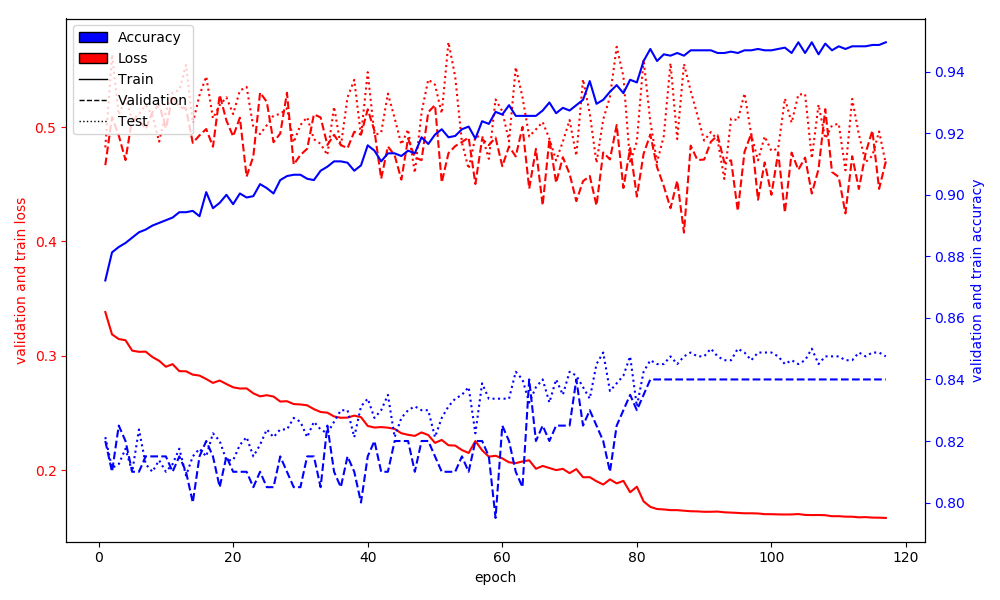 Accuracy
Loss
Train
Validation
Test
0.5
0.4
0.3
0.2
validation and train loss
0.94
0.92
0.90
0.88
0.86
0.84
0.82
0.80
validation and train accuracy
0 20 40 60 80 100 120
epoch